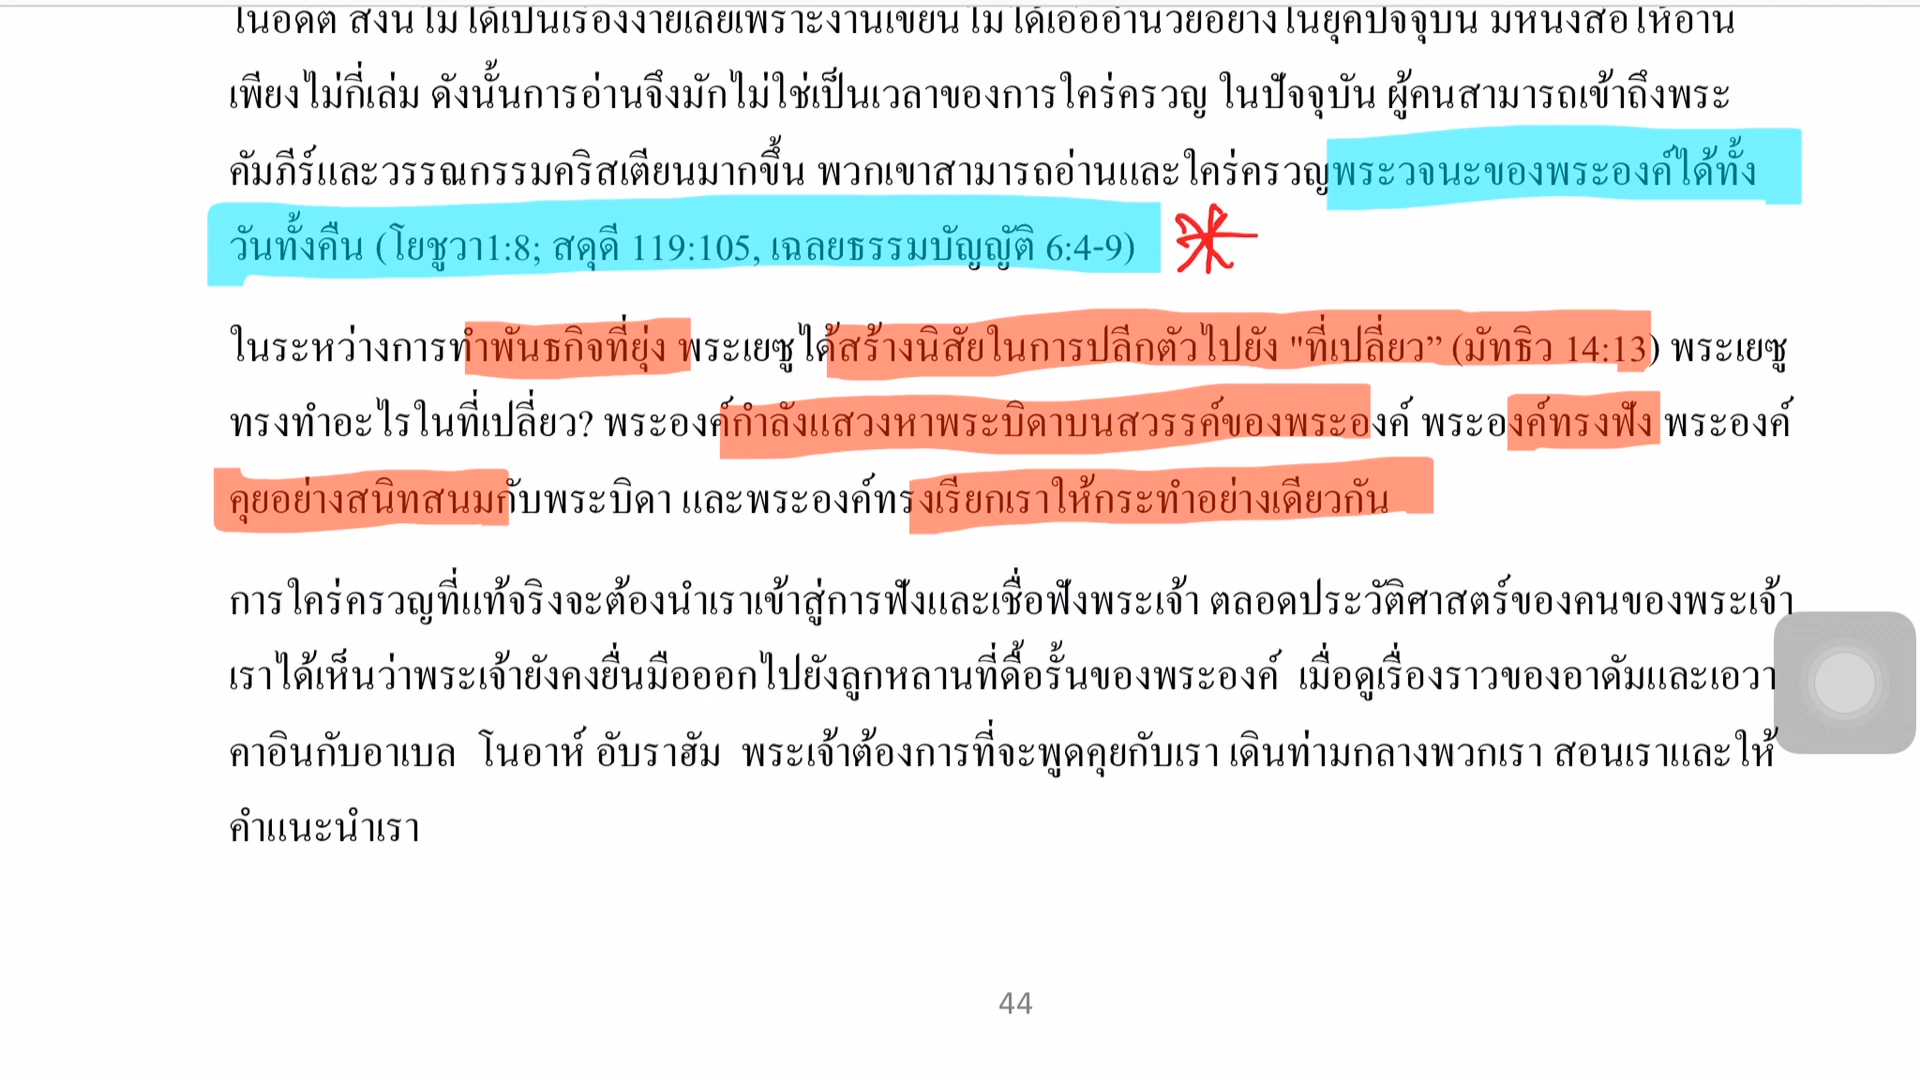 ในอดีต สิ่งนี้ไม่ได้เป็นเรื่องง่ายเลยเพราะงานเขียนไม่ได้เอื้ออำนวยอย่างในยุคปัจจุบัน มีหนังสือให้อ่าน
เพียงไม่กี่เล่ม ดังนั้นการอ่านจึงมักไม่ใช่เป็นเวลาของการใคร่ครวญ ในปัจจุบัน ผู้คนสามารถเข้าถึงพระ
คัมภีร์และวรรณกรรมคริสเตียนมากขึ้น พวกเขาสามารถอ่านและใคร่ครวญพระวจนะของพระองค์ได้ทั้ง
วันทั้งคืน (โยชูวา1:8; สดุดี 119:105, เฉลยธรรมบัญญัติ 6:4-9)
ในระหว่างการทำพันธกิจที่ยุ่ง พระเยซูได้สร้างนิสัยในการปลีกตัวไปยัง "ที่เปลี่ยว” (มัทธิว 14:13) พระเยซู
ทรงทำอะไรในที่เปลี่ยว? พระองค์กำลังแสวงหาพระบิดาบนสวรรค์ของพระองค์ พระองค์ทรงฟัง พระองค์
คุยอย่างสนิทสนมกับพระบิดา และพระองค์ทรงเรียกเราให้กระทำอย่างเดียวกัน
การใคร่ครวญที่แท้จริงจะต้องนำเราเข้าสู่การฟังและเชื่อฟังพระเจ้า ตลอดประวัติศาสตร์ของคนของพระเจ้า
เราได้เห็นว่าพระเจ้ายังคงยื่นมือออกไปยังลูกหลานที่ดื้อรั้นของพระองค์ เมื่อดูเรื่องราวของอาดัมและเอวา
คาอินกับอาเบล โนอาห์ อับราฮัม พระเจ้าต้องการที่จะพูดคุยกับเรา เดินท่ามกลางพวกเรา สอนเราและให้
คำแนะนำเรา
44